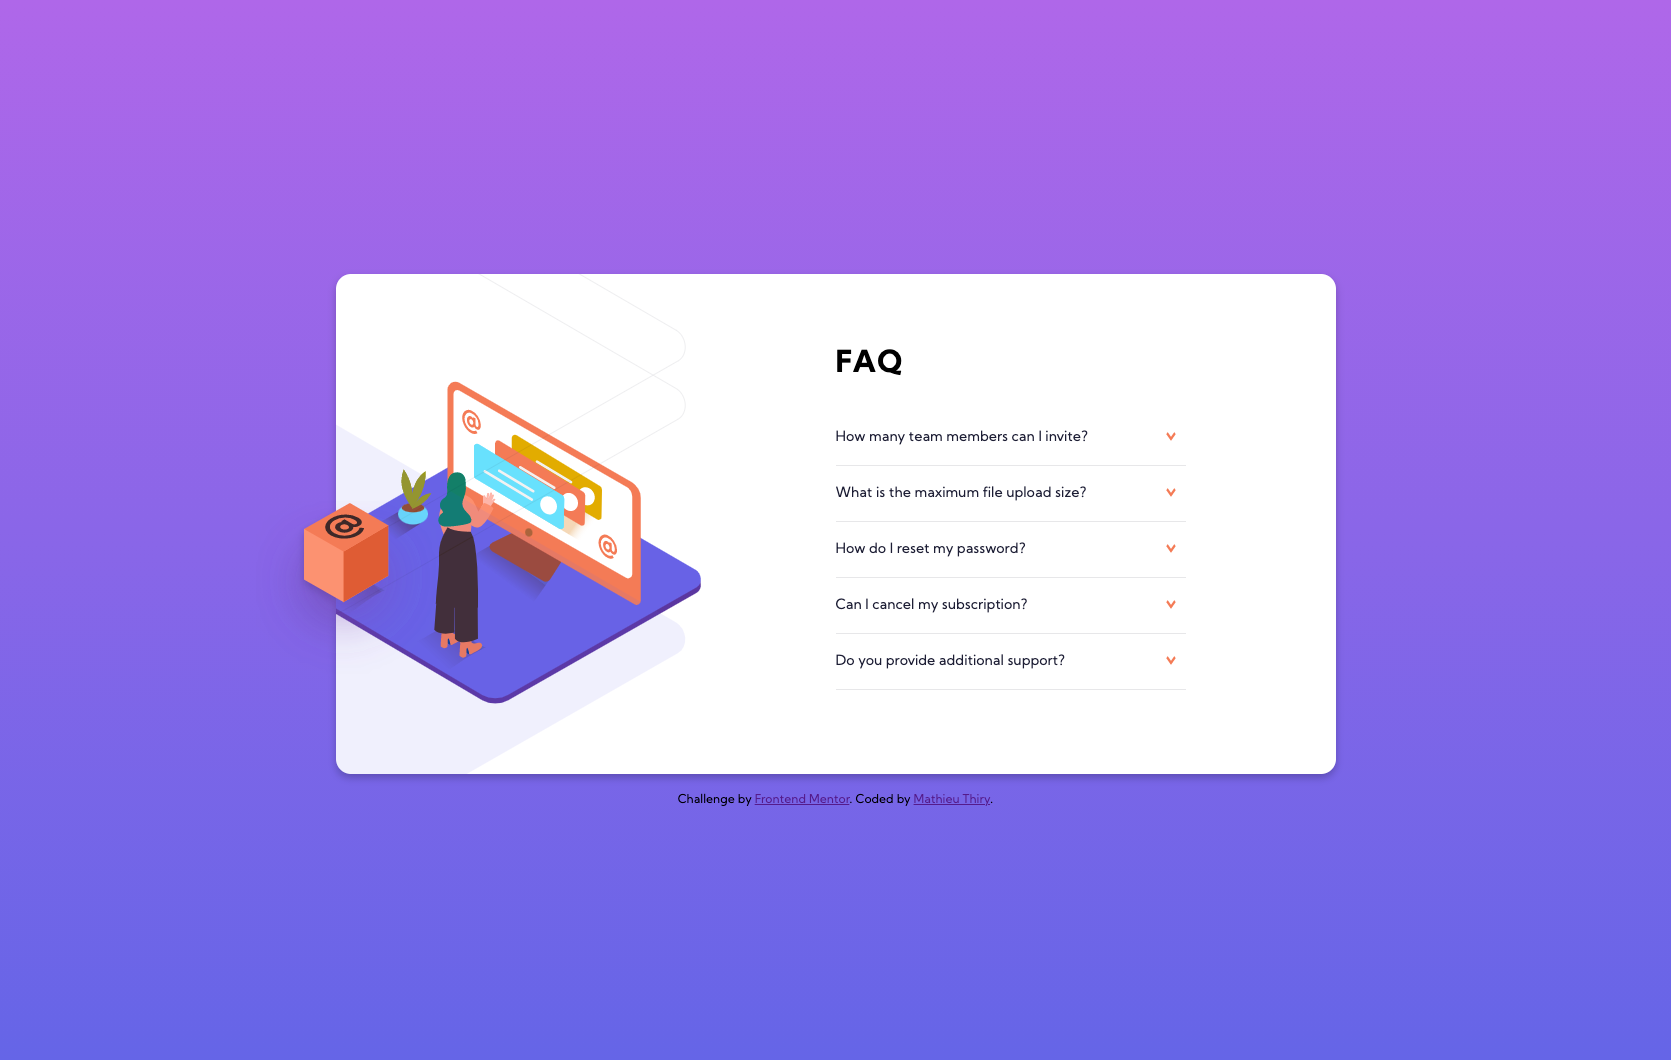 FAQ
@
How many team members can I invite?
What is the maximum file upload size?
@
@
How do I reset my password?
Can I cancel my subscription?
Do you provide additional support?
Challenge by Frontend Mentor. Coded by Mathieu Thiry.